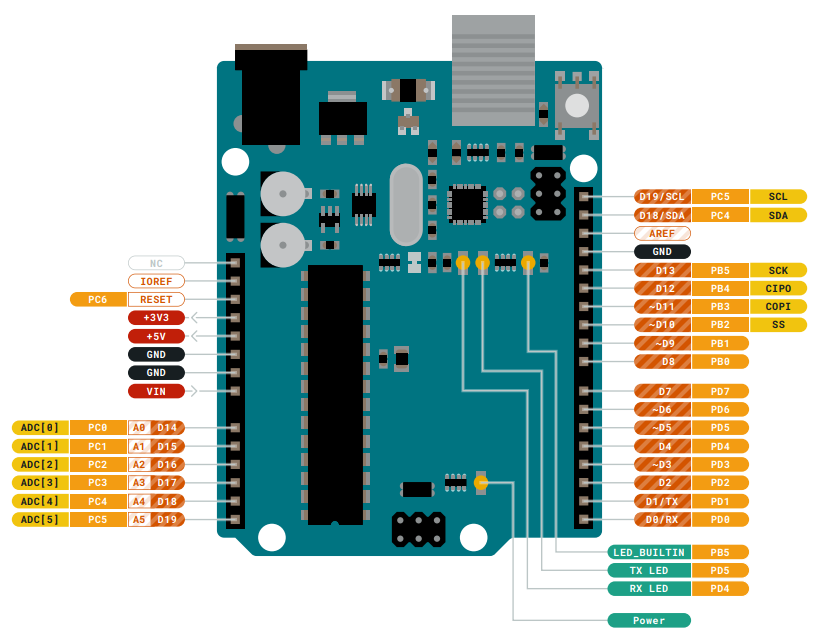 NC
IOREF
PC6 RESET
+3V3
+5V
GND
GND
VIN
ADC[0] PC0 A0 D14
ADC[1] PC1 A1 D15
ADC[2] PC2 A2 D16
ADC[3] PC3 A3 D17
ADC[4] PC4 A4 D18
ADC[5] PC5 A5 D19
D19/SCL PC5 SCL
D18/SDA PC4 SDA
AREF
GND
D13 PB5 SCK
D12 PB4 CIPO
~D11 PB3 COPI
~D10 PB2 SS
~D9 PB1
D8 PB0
D7 PD7
~D6 PD6
~D5 PD5
D4 PD4
~D3 PD3
D2 PD2
D1/TX PD1
D0/RX PD0
LED_BUILTIN PB5
TX LED PD5
RX LED PD4
Power